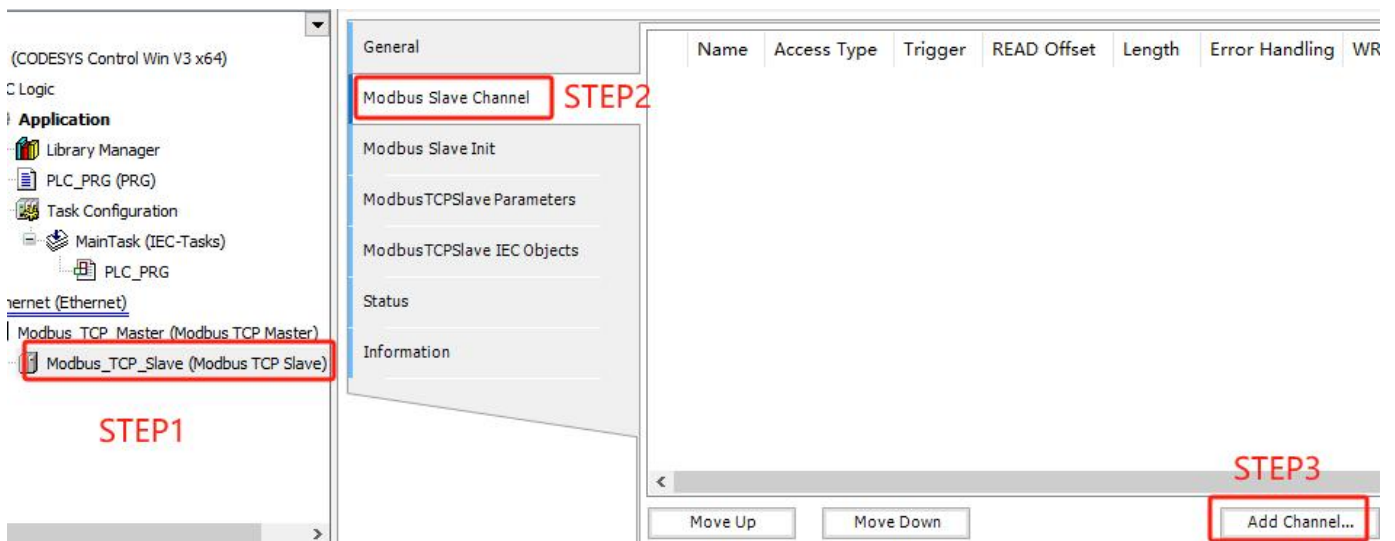 (CODESYS Control Win V3 x64)
C Logic
Application
Library Manager
PLC_PRG (PRG)
Task Configuration
MainTask (IEC-Tasks)
PLC_PRG
hernet (Ethernet)
Modbus_TCP_Master (Modbus TCP Master)
Modbus_TCP_Slave (Modbus TCP Slave)
STEP1
General
Modbus Slave Channel
STEP2
Modbus Slave Init
ModbusTCPSlave Parameters
ModbusTCPSlave IEC Objects
Status
Information
Name Access Type Trigger READ Offset Length Error Handling WR
STEP3
Move Up Move Down Add Channel...